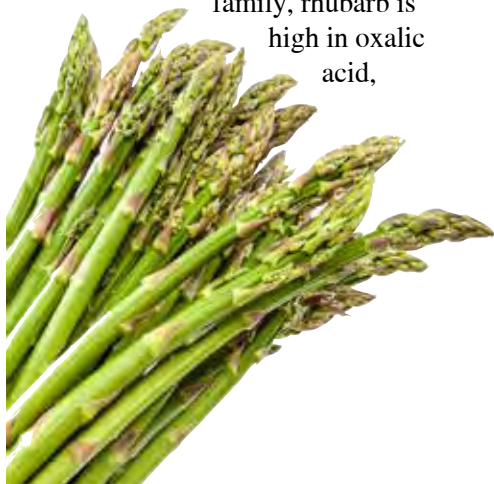 family, rhubarb is
high in oxalic
acid,